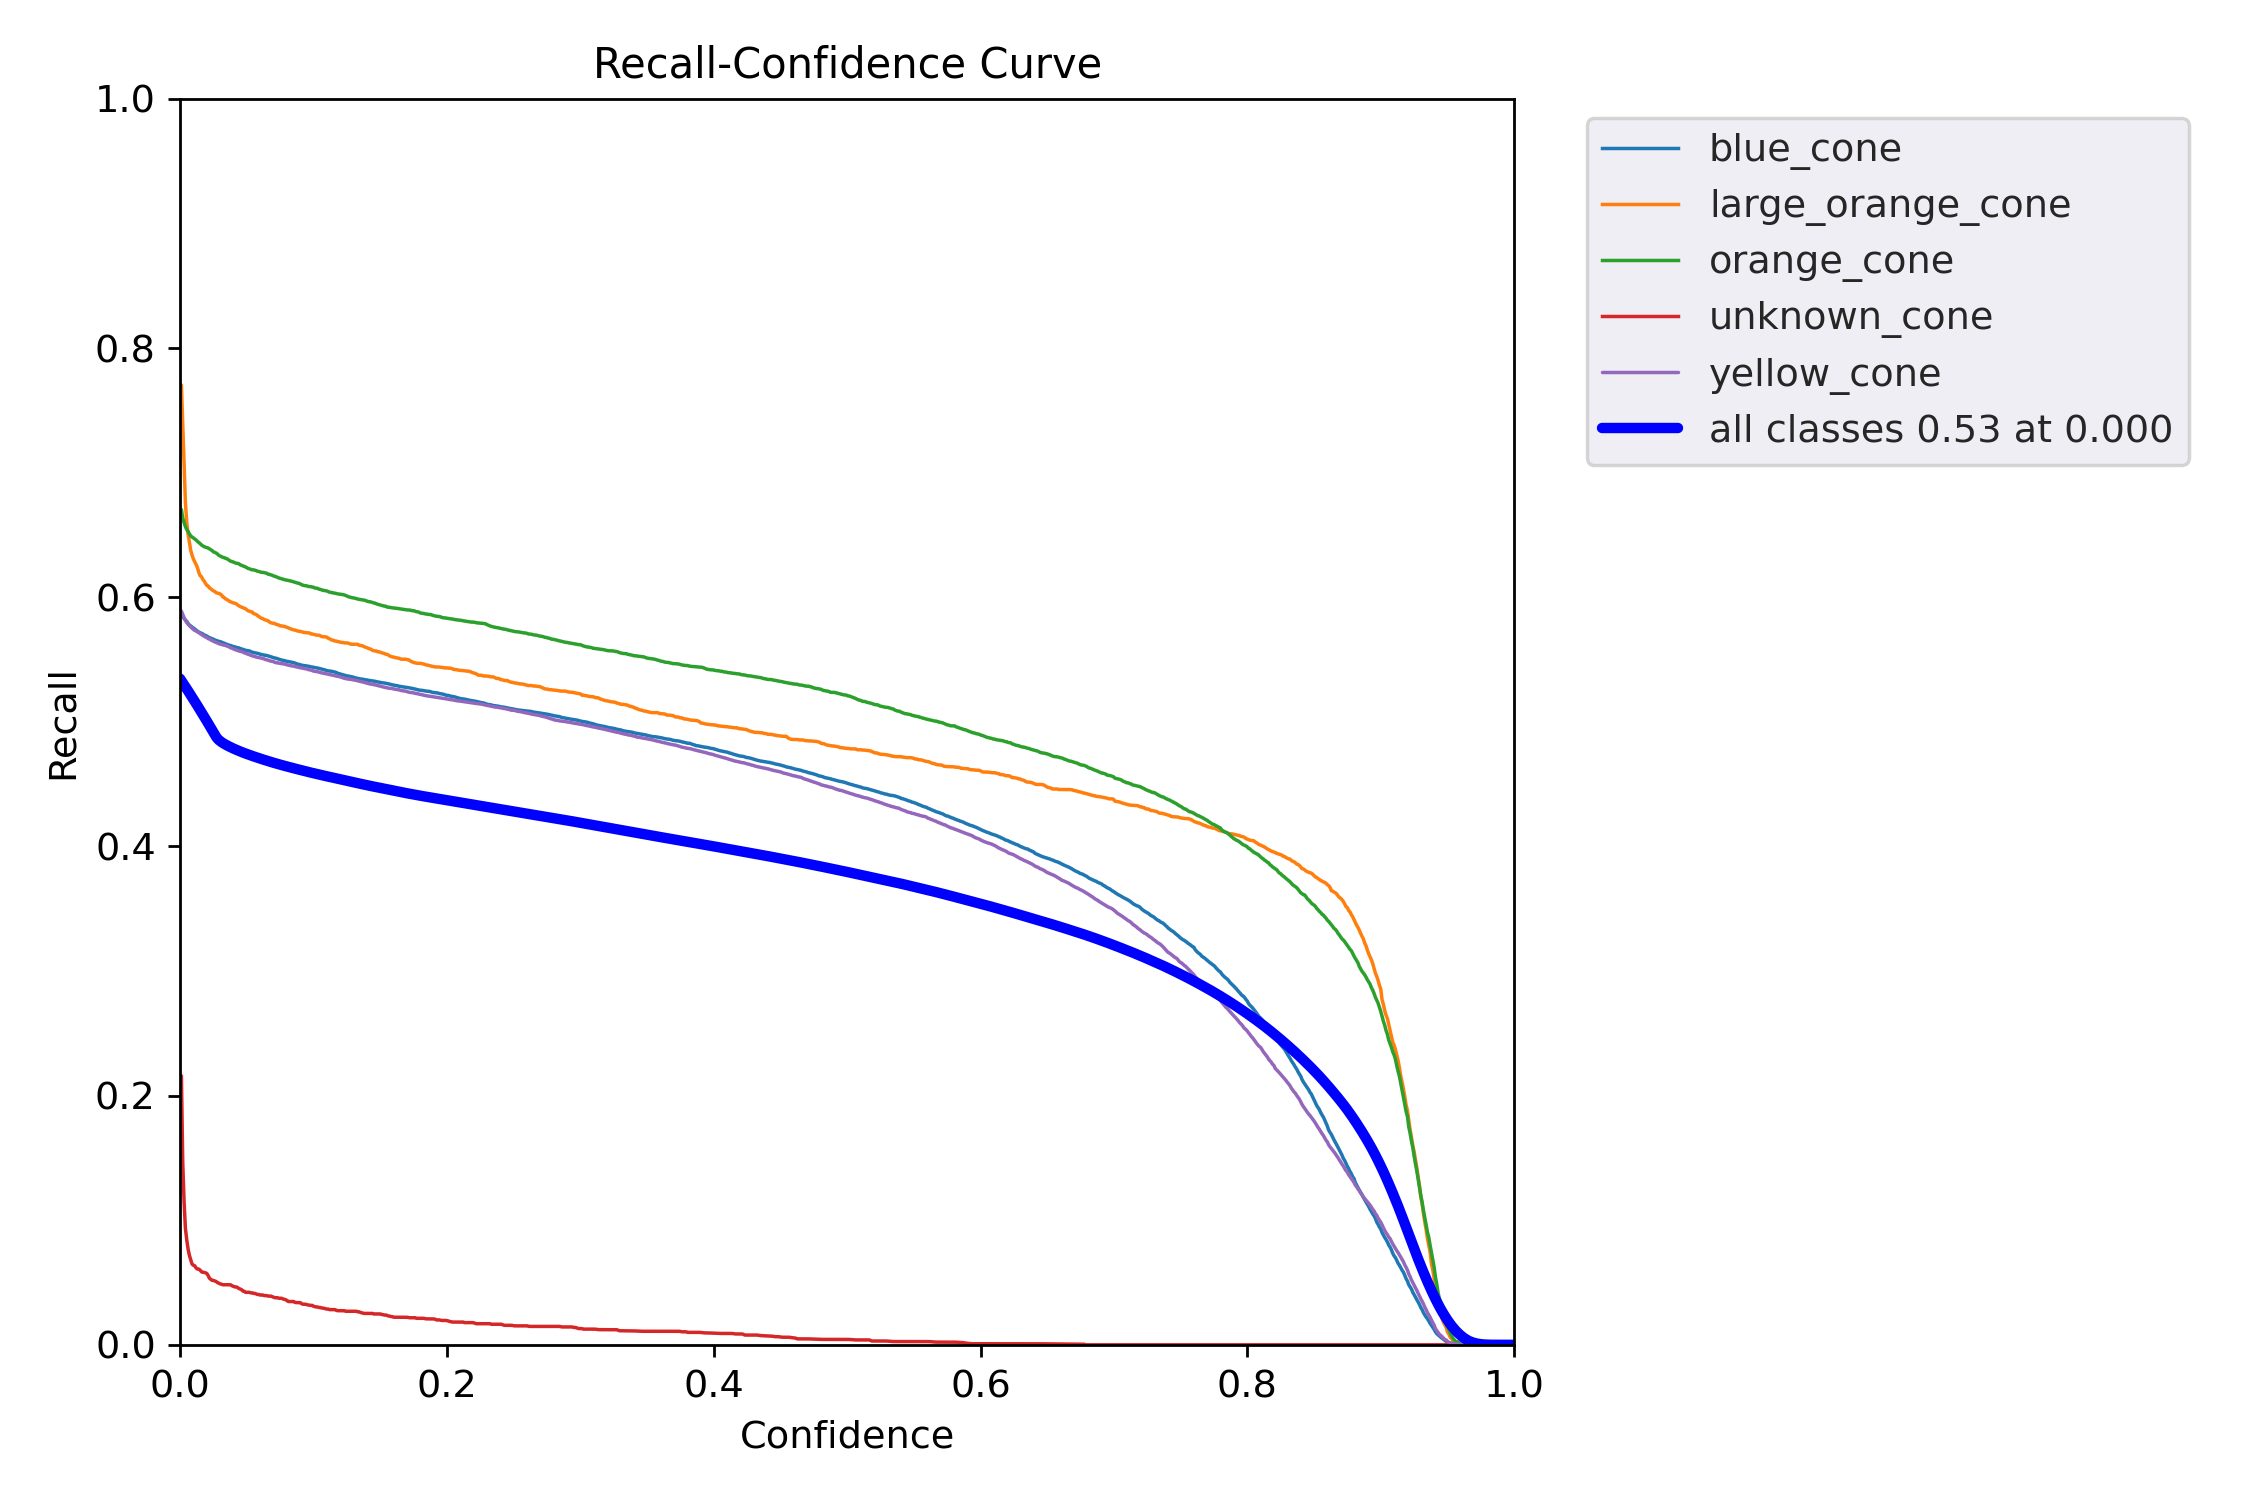 Recall-Confidence Curve
1.0
0.8
0.6
0.4
0.2
0.0
Recall
0.0 0.2 0.4 0.6 0.8 1.0
Confidence
blue_cone
large_orange_cone
orange_cone
unknown_cone
yellow_cone
all classes 0.53 at 0.000